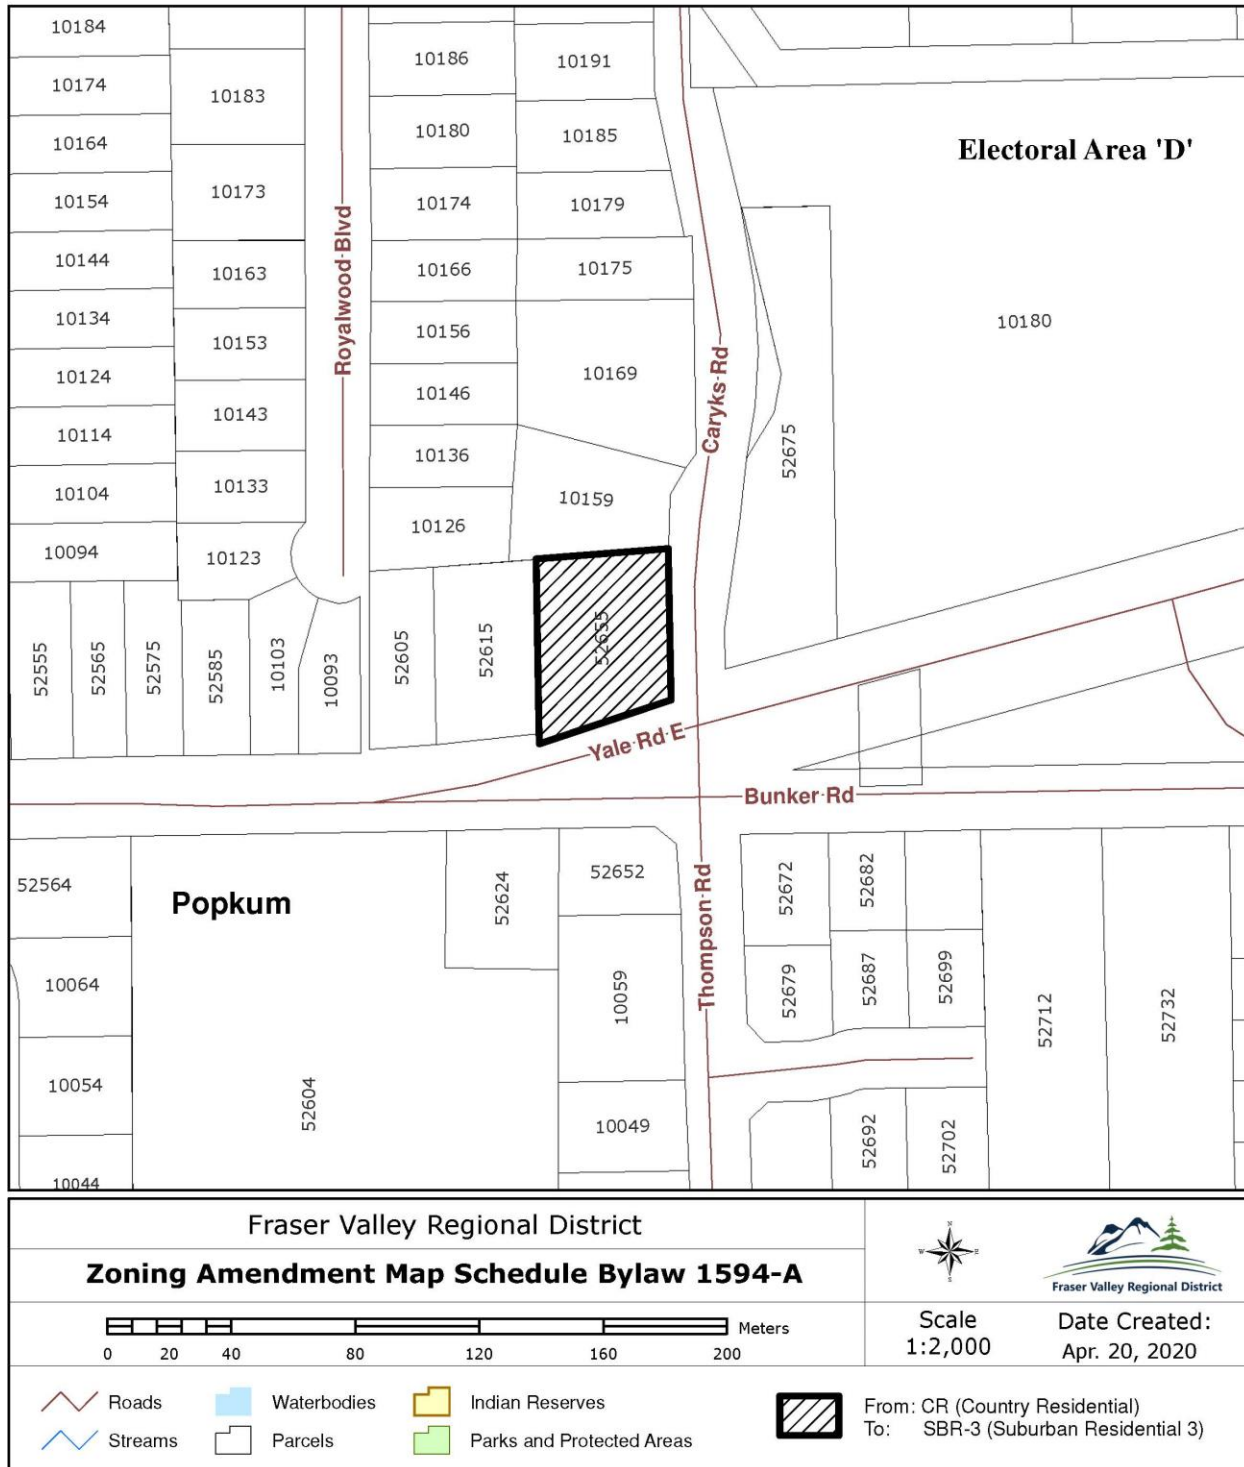 10184
10174
10164
10154
10144
10134
10124
10114
10104
10094
10183
10173
10163
10153
10143
10133
10123
Royalwood Blvd
10186
10180
10174
10166
10156
10146
10136
10126
10191
10185
10179
10175
10169
10159
Caryks Rd
Electoral Area 'D'
10180
52675
52555
52565
52575
52585
10103
10093
52605
52615
52655
Yale Rd E
Bunker Rd
52564
Popkum
52624
52652
Thompson Rd
52672
52682
10064
10059
52679
52687
52699
52712
52732
10054
52604
10049
52692
52702
10044
Fraser Valley Regional District
Zoning Amendment Map Schedule Bylaw 1594-A
Meters
0 20 40 80 120 160 200
N
W E
S
Fraser Valley Regional District
Scale
1:2,000
Date Created:
Apr. 20, 2020
Roads
Waterbodies
Indian Reserves
Streams
Parcels
Parks and Protected Areas
From: CR (Country Residential)
To: SBR-3 (Suburban Residential 3)